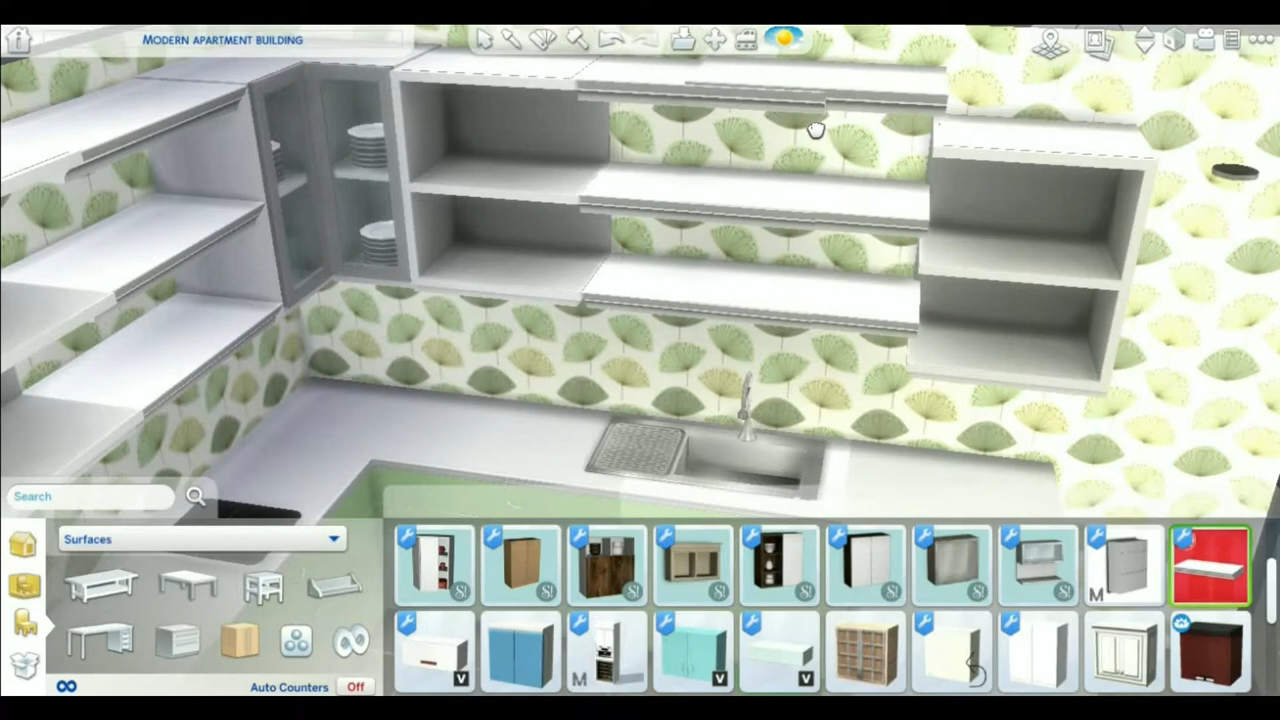 MODERN APARTMENT BUILDING
Search
Surfaces
M
M
V
V
V
Auto Counters Off